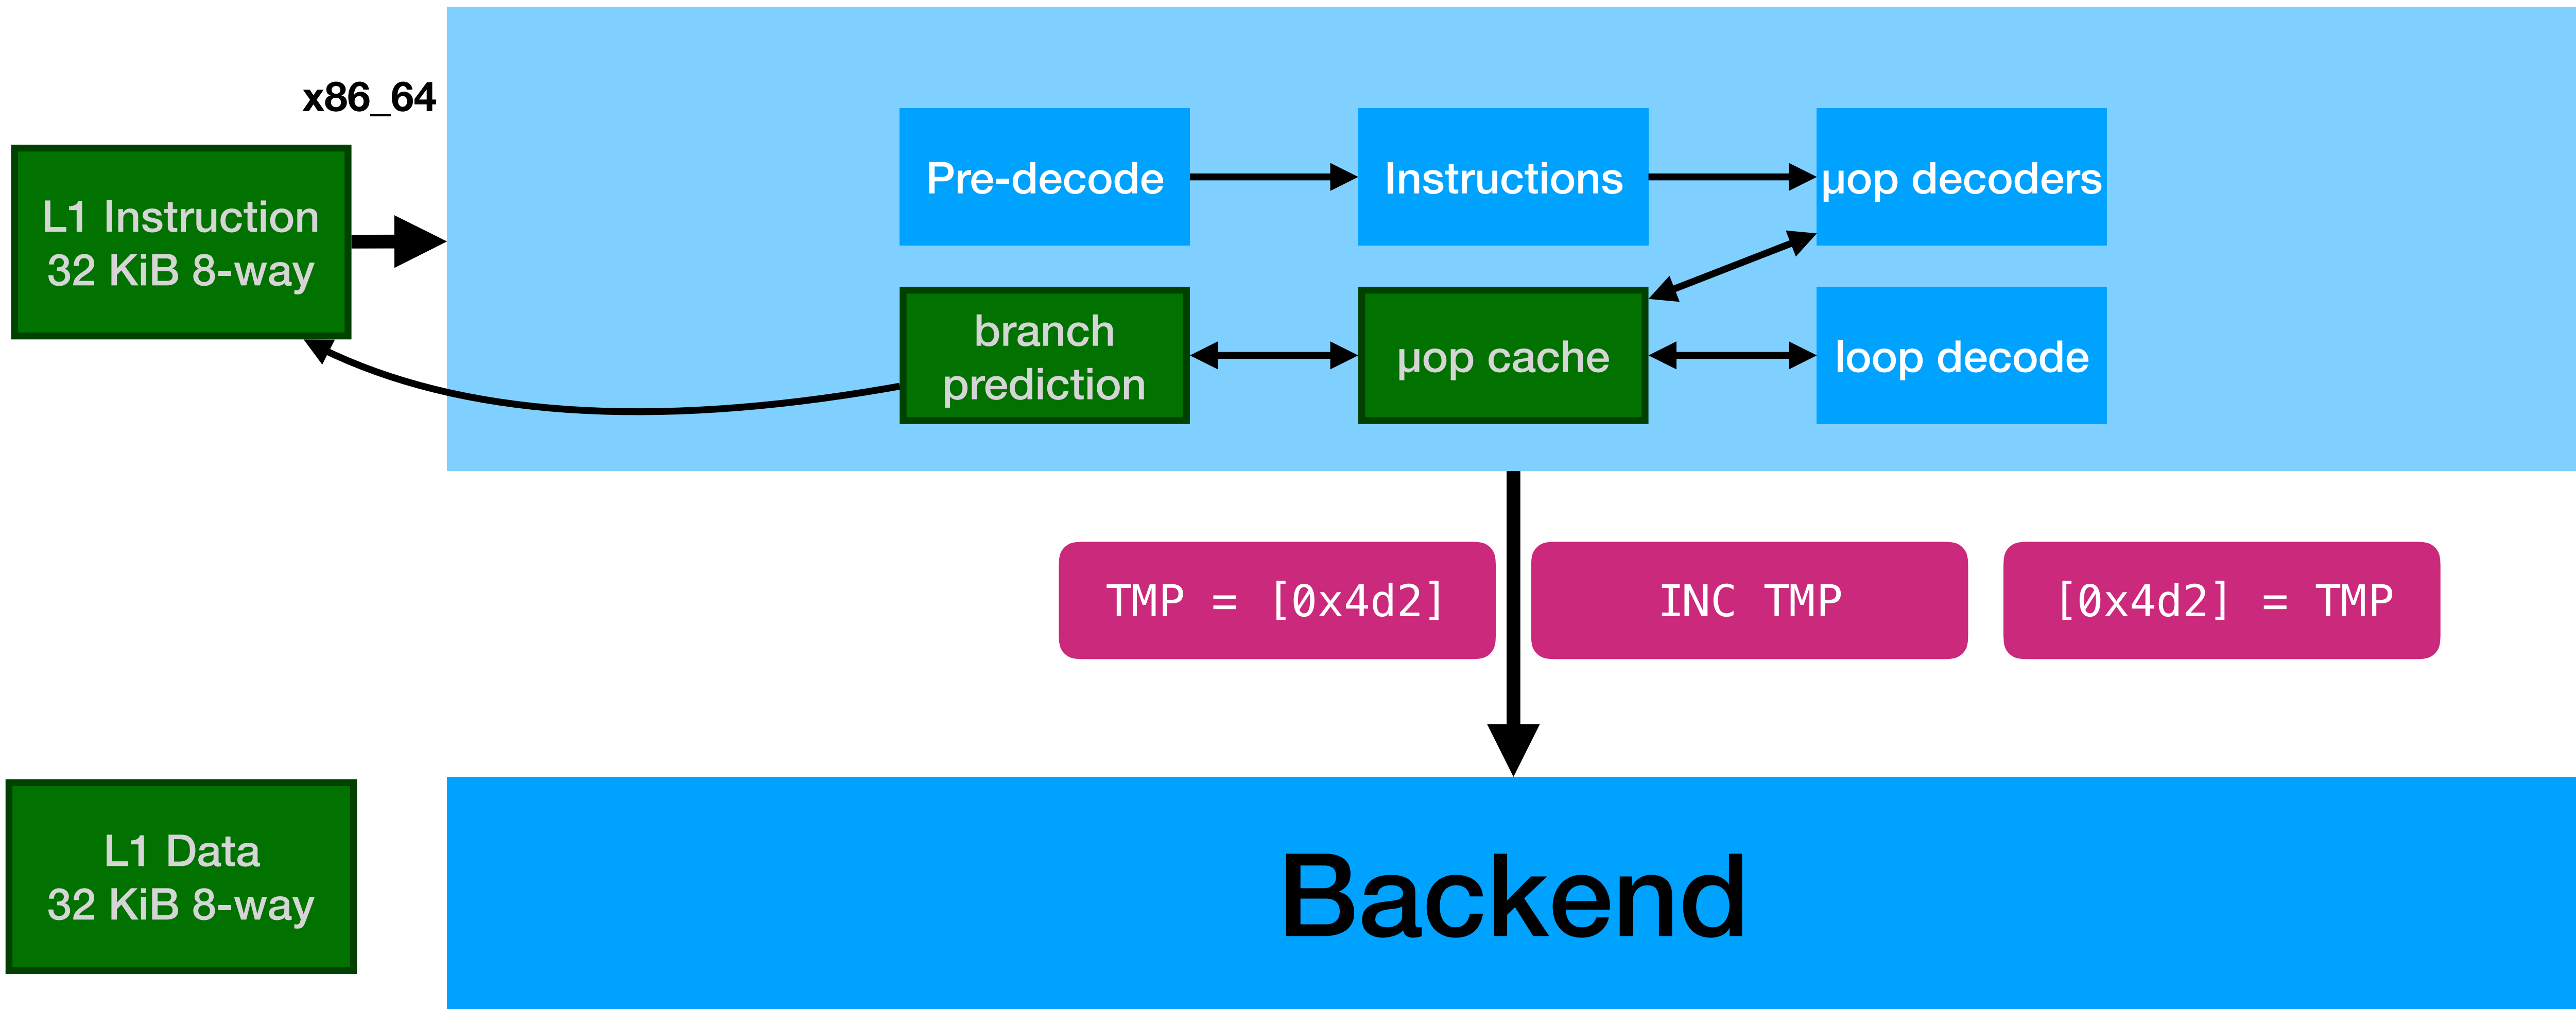 x86_64
L1 Instruction
32 KiB 8-way
Pre-decode
Instructions
µop decoders
branch
prediction
µop cache
loop decode
TMP = [0x4d2]
INC TMP
[0x4d2] = TMP
L1 Data
32 KiB 8-way
Backend